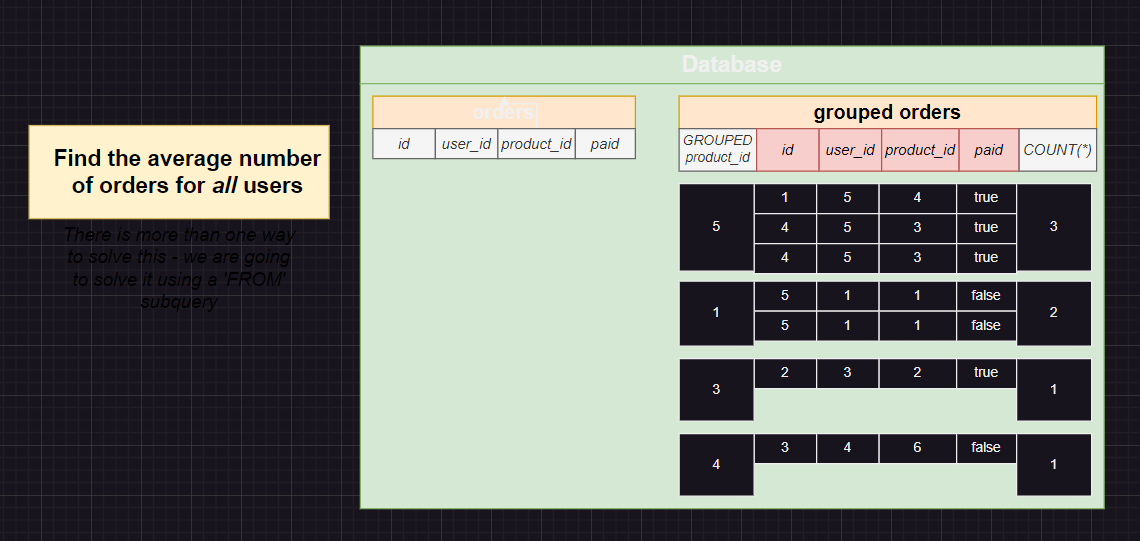 Database
orders
id user_id product_id paid
Find the average number
of orders for all users
There is more than one way
to solve this - we are going
to solve it using a 'FROM'
subquery
grouped orders
GROUPED
product_id
id user_id product_id paid COUNT(*)
5
1 5 4 true
4 5 3 true
4 5 3 true
3
1
5 1 1 false
5 1 1 false
2
3
2 3 2 true
1
4
3 4 6 false
1